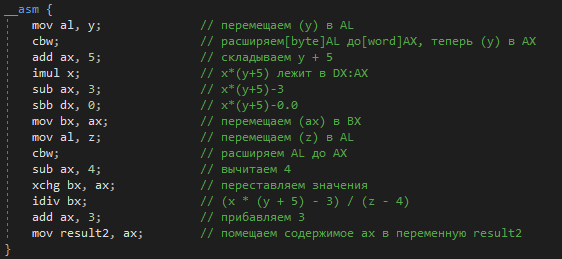 __asm {
mov al, y; // перемещаем (y) в AL
cbw; // расширяем[byte]AL до[word]AX, теперь (y) в AX
add ax, 5; // складываем y + 5
imul x; // x*(y+5) лежит в DX:AX
sub ax, 3; // x*(y+5)-3
sbb dx, 0; // x*(y+5)-0.0
mov bx, ax; // перемещаем (ax) в BX
mov al, z; // перемещаем (z) в AL
cbw; // расширяем AL до AX
sub ax, 4; // вычитаем 4
xchg bx, ax; // переставляем значения
idiv bx; // (x * (y + 5) - 3) / (z - 4)
add ax, 3; // прибавляем 3
mov result2, ax; // помещаем содержимое ax в переменную result2
}